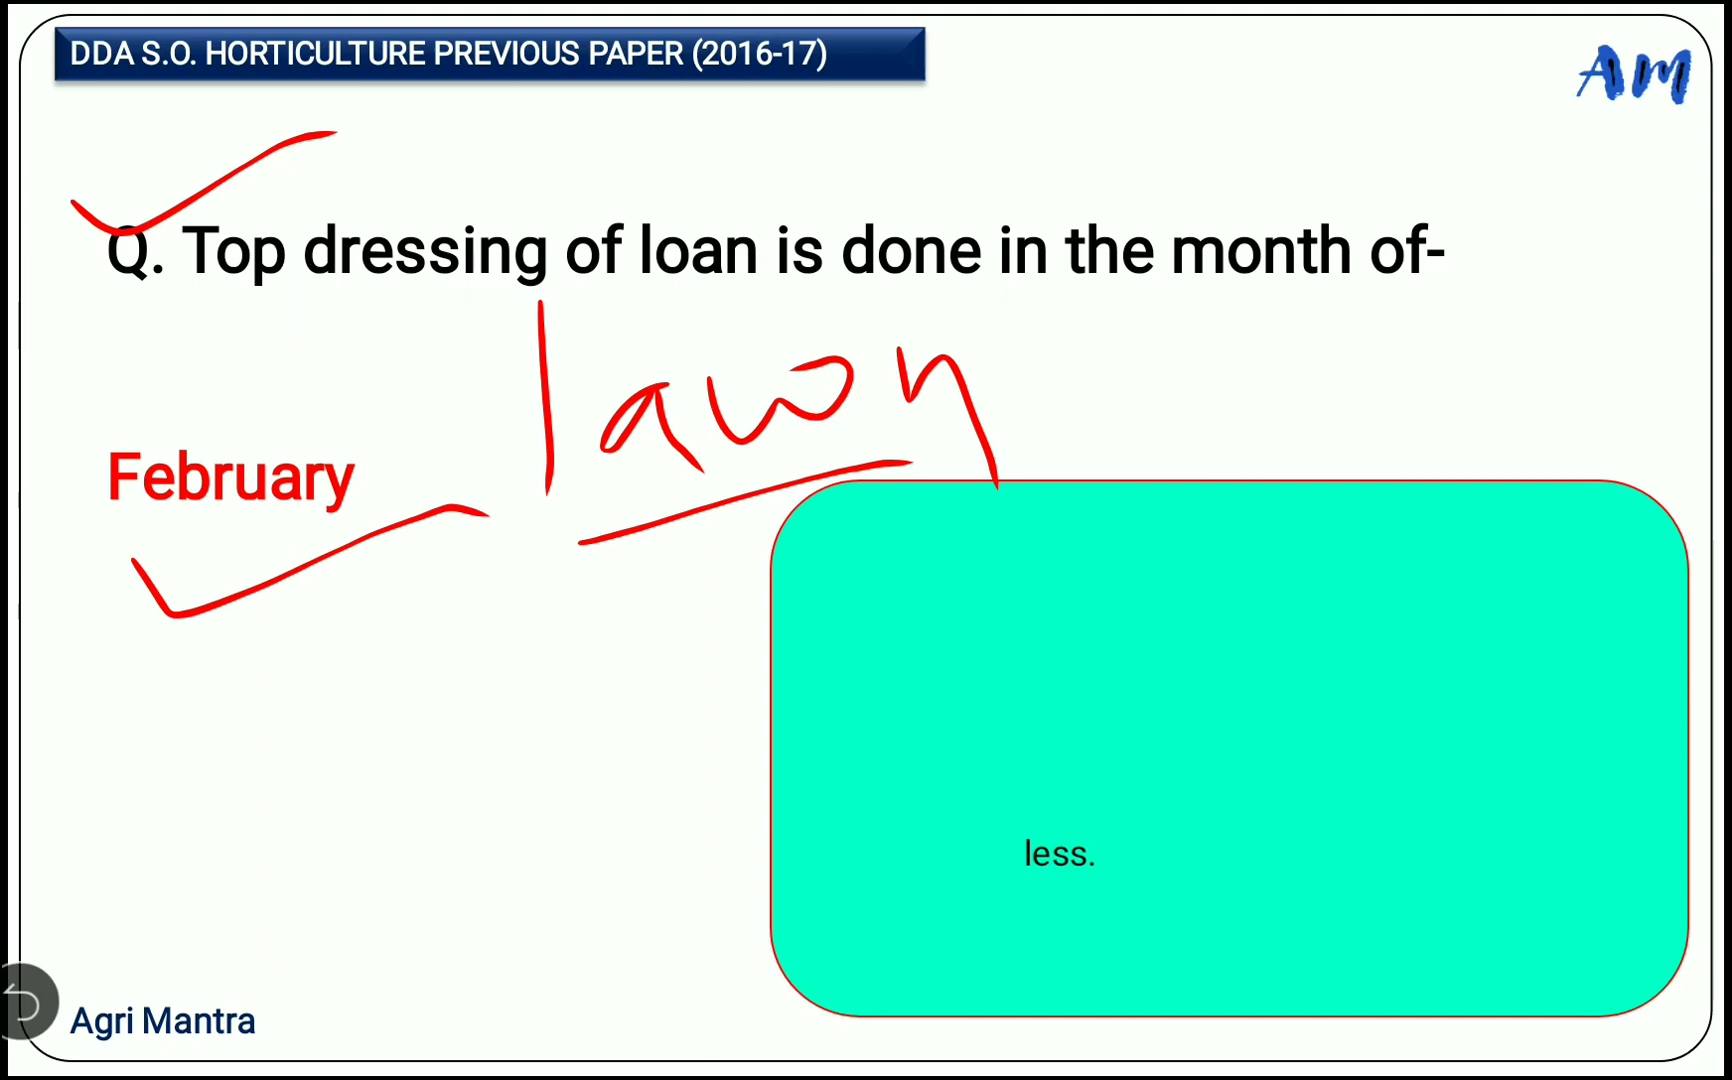 DDA S.O. HORTICULTURE PREVIOUS PAPER (2016-17)
AM
Q. Top dressing of loan is done in the month of-
lawn
February
less.
Agri Mantra